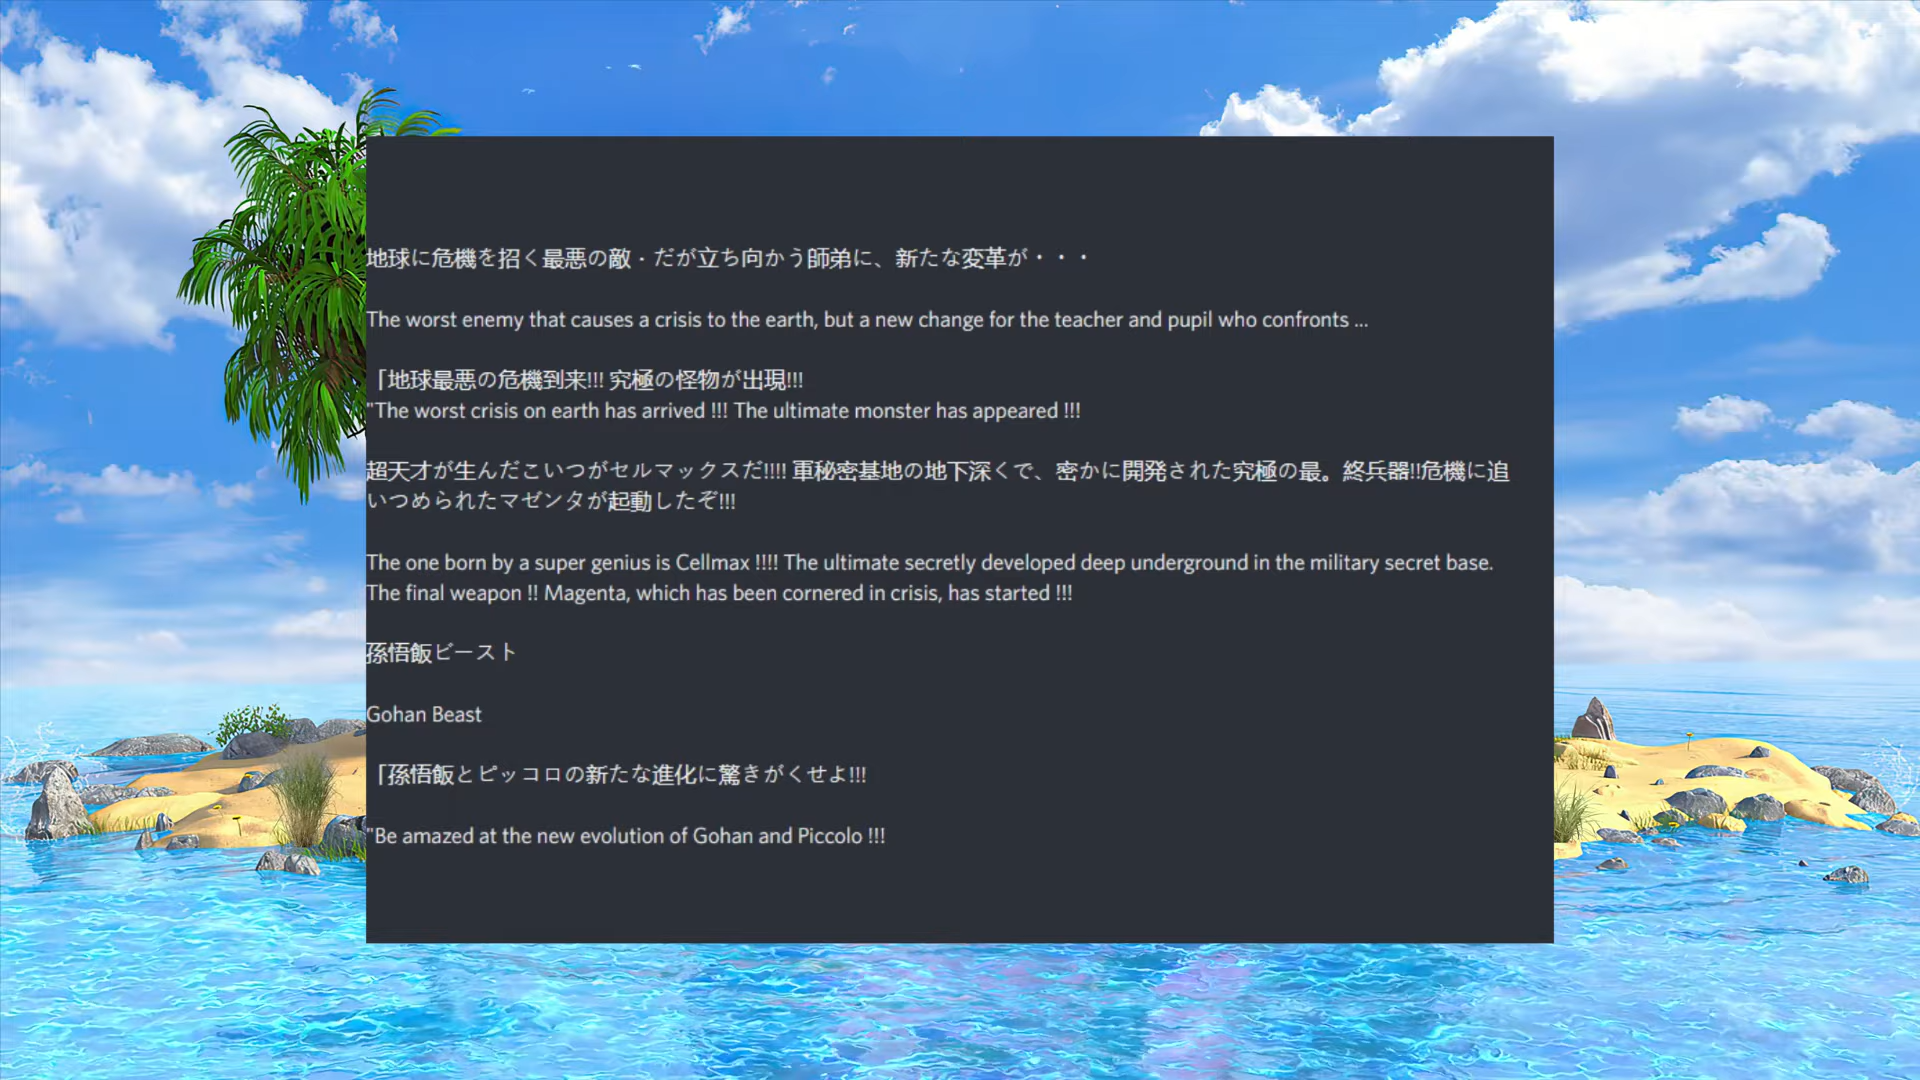 地球に危機を招く最悪の敵・だが立ち向かう師弟に、新たな変革が・・・
The worst enemy that causes a crisis to the earth, but a new change for the teacher and pupil who confronts ...
「地球最悪の危機到来!!! 究極の怪物が出現!!!
"The worst crisis on earth has arrived !!! The ultimate monster has appeared !!!
超天才が生んだこいつがセルマックスだ!!!! 軍秘密基地の地下深くで、密かに開発された究極の最。終兵器!!危機に追
いつめられたマゼンタが起動したぞ!!!
The one born by a super genius is Cellmax !!!! The ultimate secretly developed deep underground in the military secret base.
The final weapon !! Magenta, which has been cornered in crisis, has started !!!
孫悟飯ビースト
Gohan Beast
「孫悟飯とピッコロの新たな進化に驚きがくせよ!!!
"Be amazed at the new evolution of Gohan and Piccolo !!!